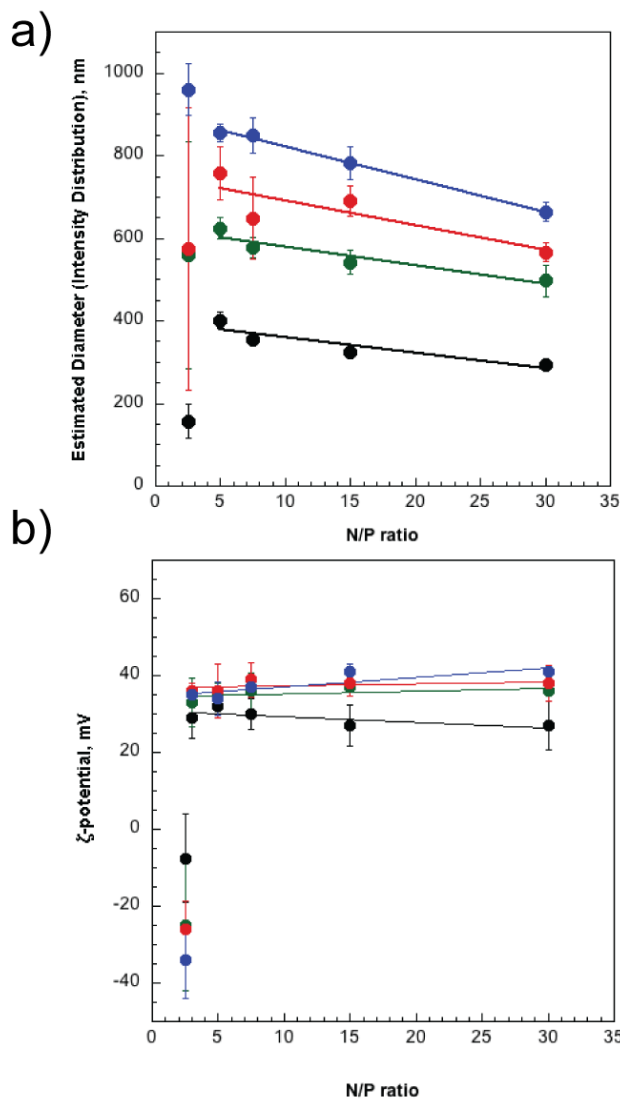 a)
Estimated Diameter (Intensity Distribution), nm
1000
800
600
400
200
0
0 5 10 15 20 25 30 35
N/P ratio
b)
ζ-potential, mV
60
40
20
0
-20
-40
0 5 10 15 20 25 30 35
N/P ratio